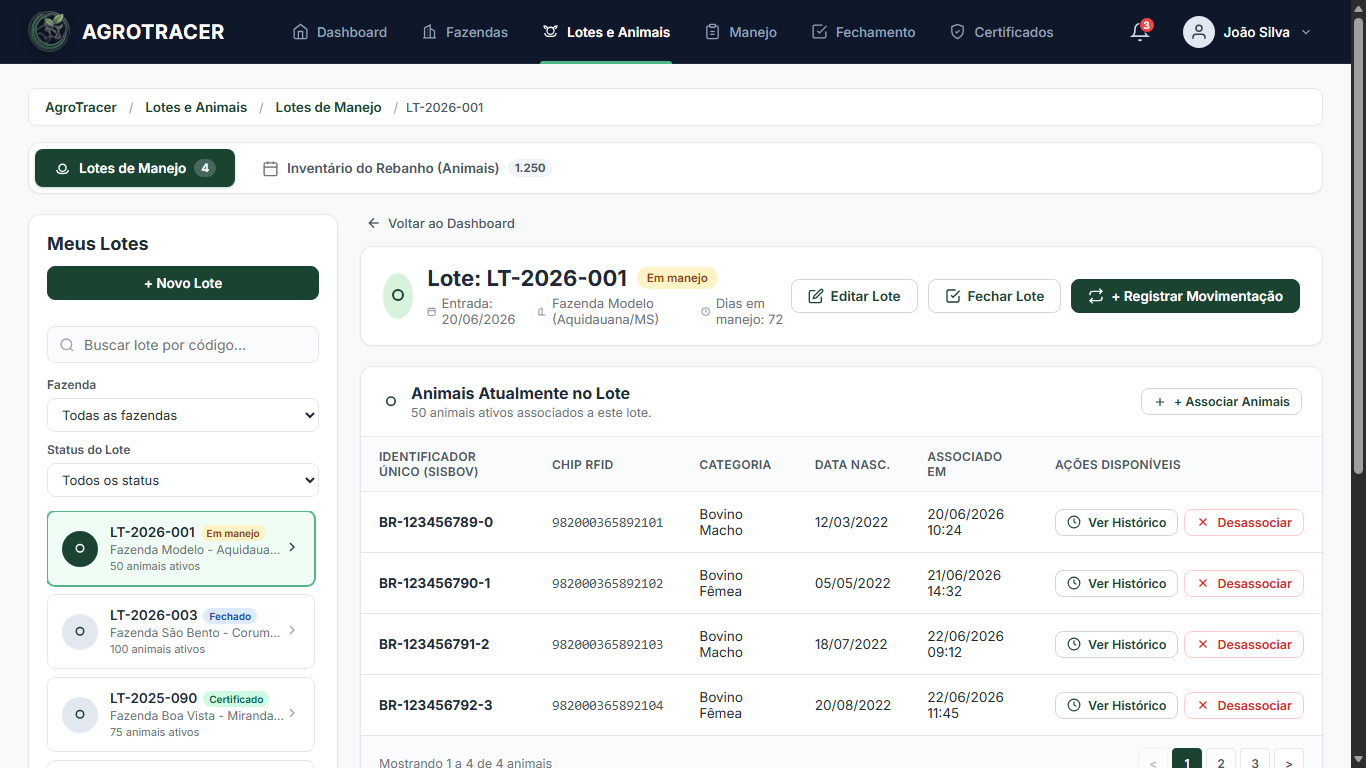 AGROTRACER
Dashboard
Fazendas
Lotes e Animais
Manejo
Fechamento
Certificados
3
João Silva
AgroTracer / Lotes e Animais / Lotes de Manejo / LT-2026-001
Lotes de Manejo 4
Inventário do Rebanho (Animais) 1.250
Meus Lotes
+ Novo Lote
Buscar lote por código...
Fazenda
Todas as fazendas
Status do Lote
Todos os status
LT-2026-001 Em manejo
Fazenda Modelo - Aquidaua...
50 animais ativos
LT-2026-003 Fechado
Fazenda São Bento - Corum...
100 animais ativos
LT-2025-090 Certificado
Fazenda Boa Vista - Miranda...
75 animais ativos
Voltar ao Dashboard
Lote: LT-2026-001 Em manejo
Entrada:
20/06/2026
Fazenda Modelo
(Aquidauana/MS)
Dias em
manejo: 72
Editar Lote
Fechar Lote
+ Registrar Movimentação
Animais Atualmente no Lote
50 animais ativos associados a este lote.
+ + Associar Animais
IDENTIFICADOR
ÚNICO (SISBOV)
CHIP RFID
CATEGORIA
DATA NASC.
ASSOCIADO
EM
AÇÕES DISPONÍVEIS
BR-123456789-0
982000365892101
Bovino
Macho
12/03/2022
20/06/2026
10:24
Ver Histórico
Desassociar
BR-123456790-1
982000365892102
Bovino
Fêmea
05/05/2022
21/06/2026
14:32
Ver Histórico
Desassociar
BR-123456791-2
982000365892103
Bovino
Macho
18/07/2022
22/06/2026
09:12
Ver Histórico
Desassociar
BR-123456792-3
982000365892104
Bovino
Fêmea
20/08/2022
22/06/2026
11:45
Ver Histórico
Desassociar
Mostrando 1 a 4 de 4 animais
< 1 2 3 >